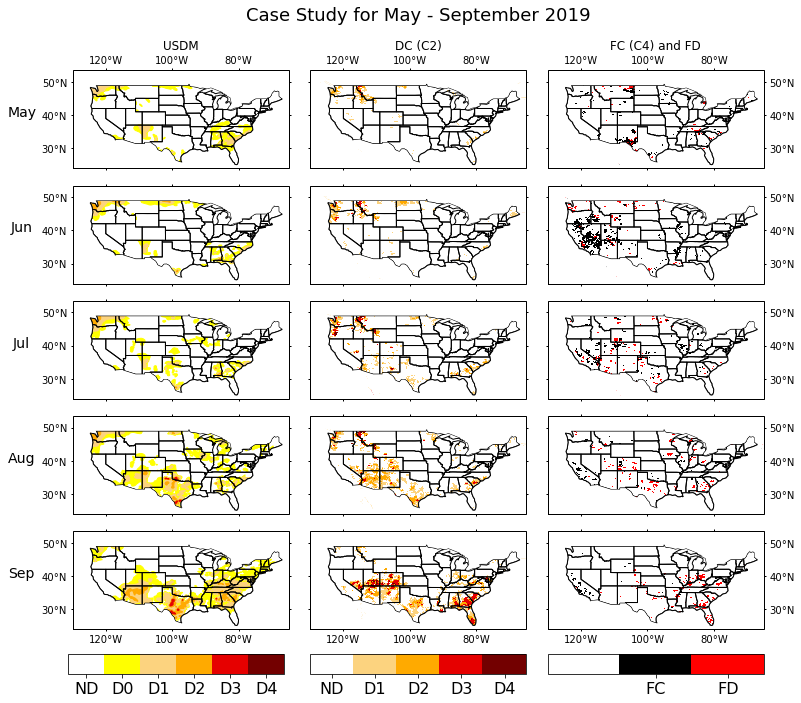 Case Study for May - September 2019
USDM DC (C2) FC (C4) and FD
120°W 100°W 80°W 120°W 100°W 80°W 120°W 100°W 80°W
50°N 50°N
May 40°N 40°N
30°N 30°N
50°N 50°N
Jun 40°N 40°N
30°N 30°N
50°N 50°N
Jul 40°N 40°N
30°N 30°N
50°N 50°N
Aug 40°N 40°N
30°N 30°N
50°N 50°N
Sep 40°N 40°N
30°N 30°N
120°W 100°W 80°W 120°W 100°W 80°W 120°W 100°W 80°W
ND D0 D1 D2 D3 D4 ND D1 D2 D3 D4 FC FD